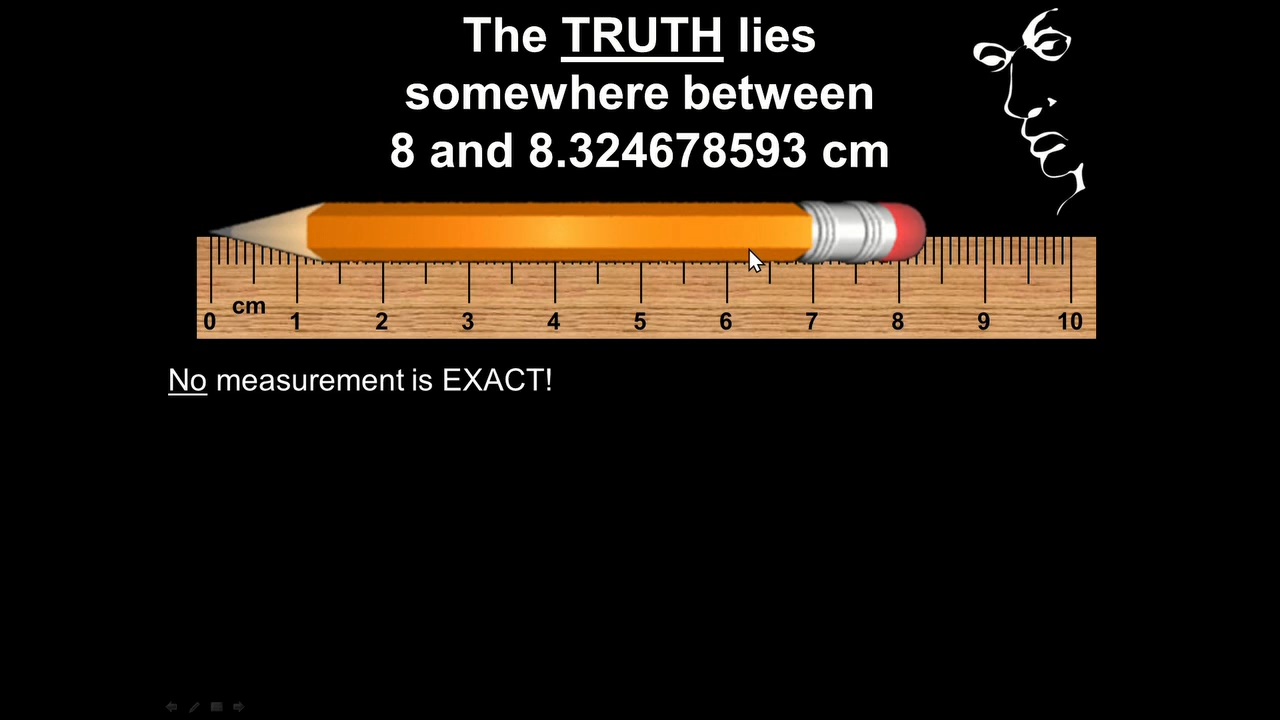 The TRUTH lies
somewhere between
8 and 8.324678593 cm
Liar
cm
0 1 2 3 4 5 6 7 8 9 10
No measurement is EXACT!